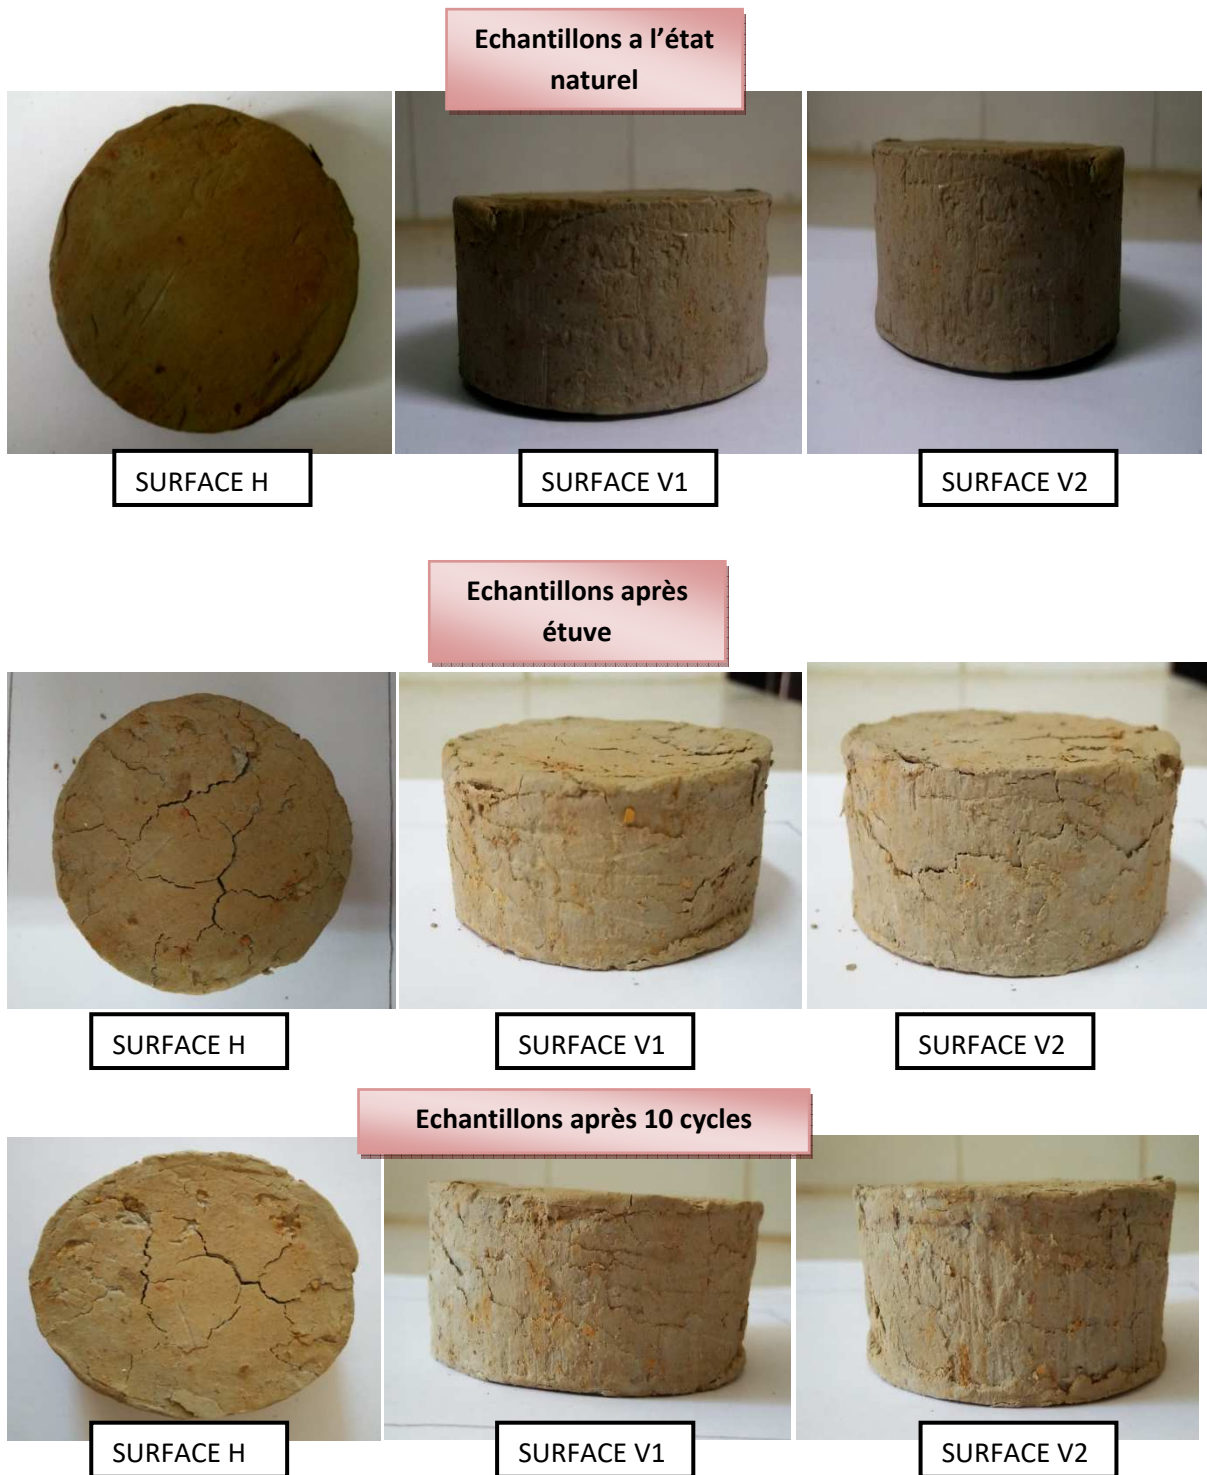 Echantillons a l’état
naturel
SURFACE H
SURFACE V1
SURFACE V2
Echantillons après
étuve
SURFACE H
SURFACE V1
SURFACE V2
Echantillons après 10 cycles
SURFACE H
SURFACE V1
SURFACE V2